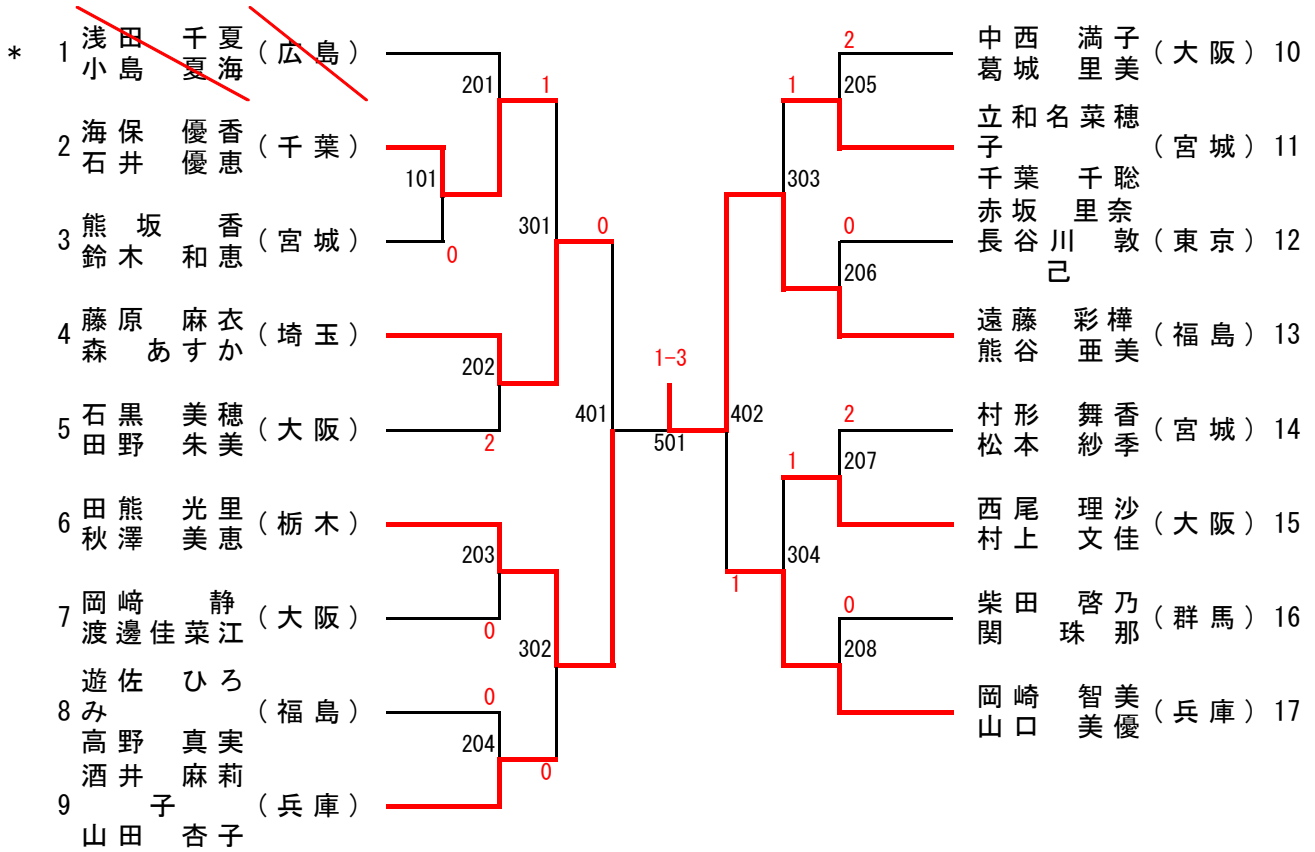 * 1 浅田 千夏 (広島)
小島 夏海
2 海保 優香 (千葉)
石井 優恵
3 熊坂 香 (宮城)
鈴木 和恵
4 藤原 麻衣 (埼玉)
森 あすか
5 石黒 美穂 (大阪)
田野 朱美
6 田熊 光里 (栃木)
秋澤 美恵
7 岡﨑 静 (大阪)
渡邊佳菜江
遊佐 ひろ
8 み (福島)
高野 真実
酒井 麻莉
9 子 (兵庫)
山田 杏子
201
1
101
0
301
0
202
2
401
203
0
302
0
204
0
1-3
501
2
205
1
303
0
206
402
2
207
1
304
1
0
208
中西 満子 (大阪) 10
葛城 里美
立和名菜穂
子 (宮城) 11
千葉 千聡
赤坂 里奈
長谷川 敦 (東京) 12
己
遠藤 彩樺 (福島) 13
熊谷 亜美
村形 舞香 (宮城) 14
松本 紗季
西尾 理沙 (大阪) 15
村上 文佳
柴田 啓乃 (群馬) 16
関 珠那
岡崎 智美 (兵庫) 17
山口 美優